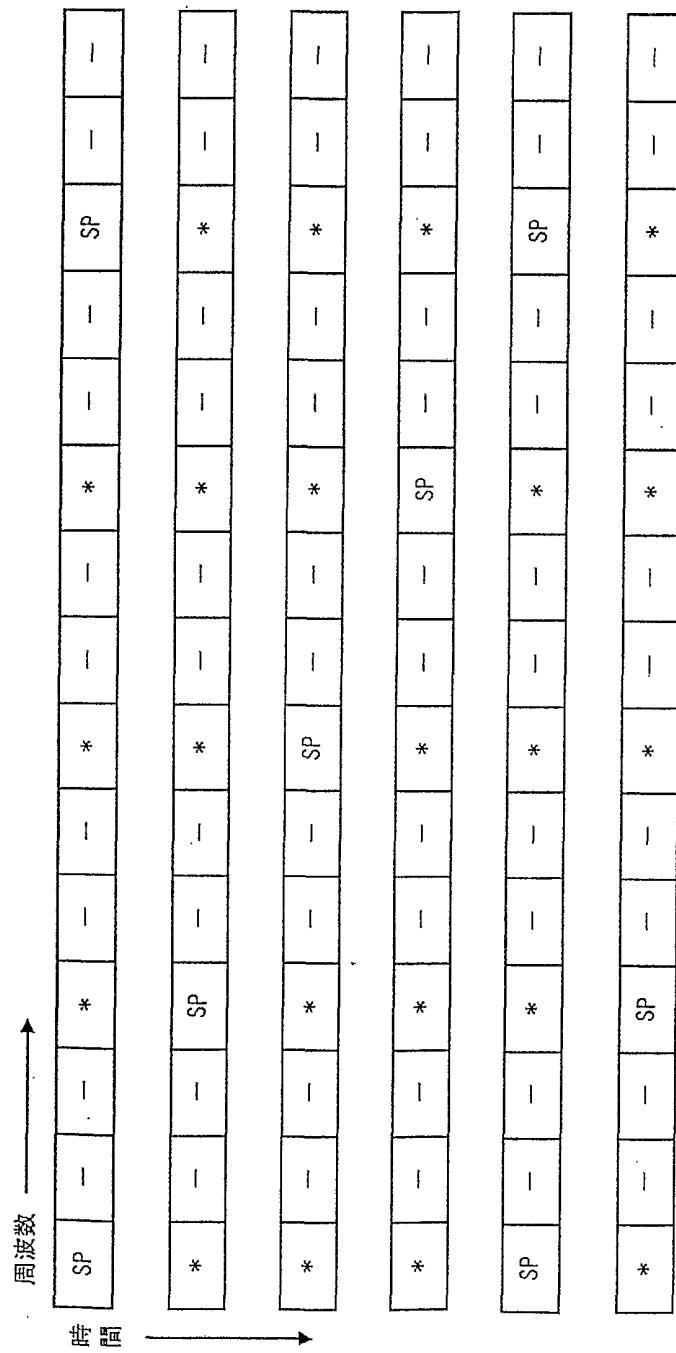 周波数
時間
SP — — * — — * — — * — — SP — —
* — — SP — — * — — * — — * — —
* — — * — — SP — — * — — * — —
* — — * — — * — — SP — — * — —
SP — — * — — * — — * — — SP — —
* — — SP — — * — — * — — * — —